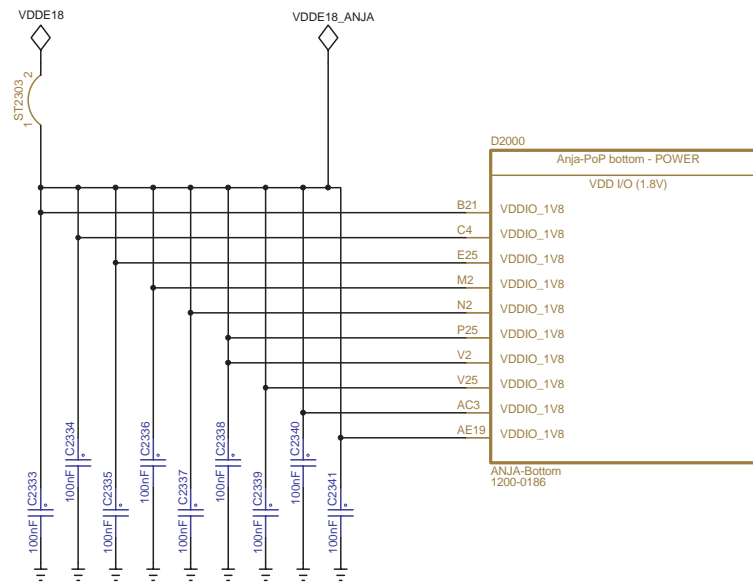 VDDE18
VDDE18_ANJA
ST2303
2
1
D2000
Anja-PoP bottom - POWER
VDD I/O (1.8V)
B21 VDDIO_1V8
C4 VDDIO_1V8
E25 VDDIO_1V8
M2 VDDIO_1V8
N2 VDDIO_1V8
P25 VDDIO_1V8
V2 VDDIO_1V8
V25 VDDIO_1V8
AC3 VDDIO_1V8
AE19 VDDIO_1V8
ANJA-Bottom
1200-0186
C2333
100nF
C2334
100nF
C2335
100nF
C2336
100nF
C2337
100nF
C2338
100nF
C2339
100nF
C2340
100nF
C2341
100nF